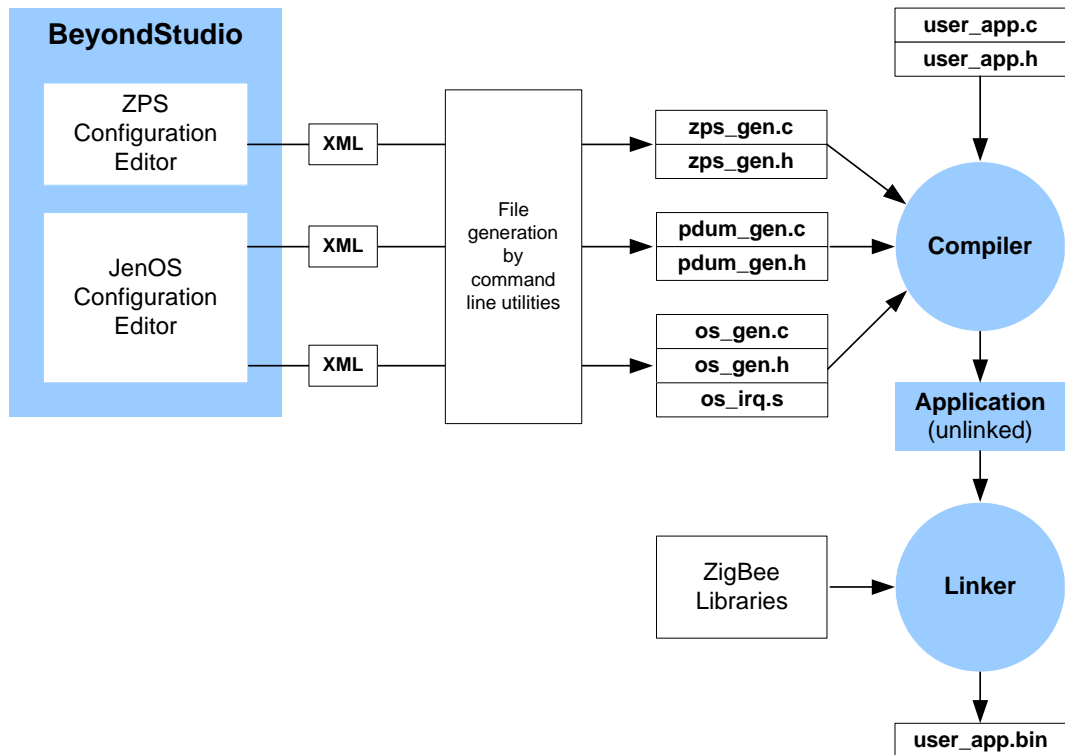 BeyondStudio
ZPS
Configuration
Editor
JenOS
Configuration
Editor
XML
XML
XML
File
generation
by
command
line utilities
zps_gen.c
zps_gen.h
pdum_gen.c
pdum_gen.h
os_gen.c
os_gen.h
os_irq.s
user_app.c
user_app.h
Compiler
Application
(unlinked)
ZigBee
Libraries
Linker
user_app.bin